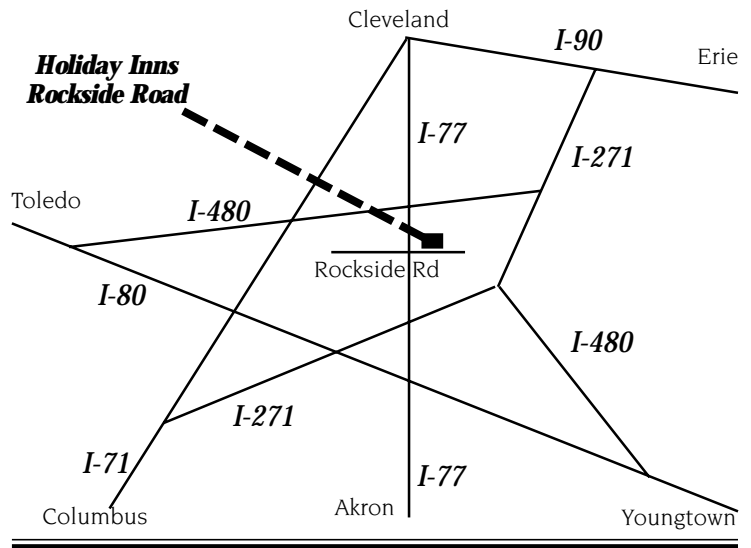 Cleveland
I-90
Erie
Holiday Inns
Rockside Road
I-77
I-271
Toledo
I-480
Rockside Rd
I-80
I-480
I-271
I-71
I-77
Columbus
Akron
Youngtown